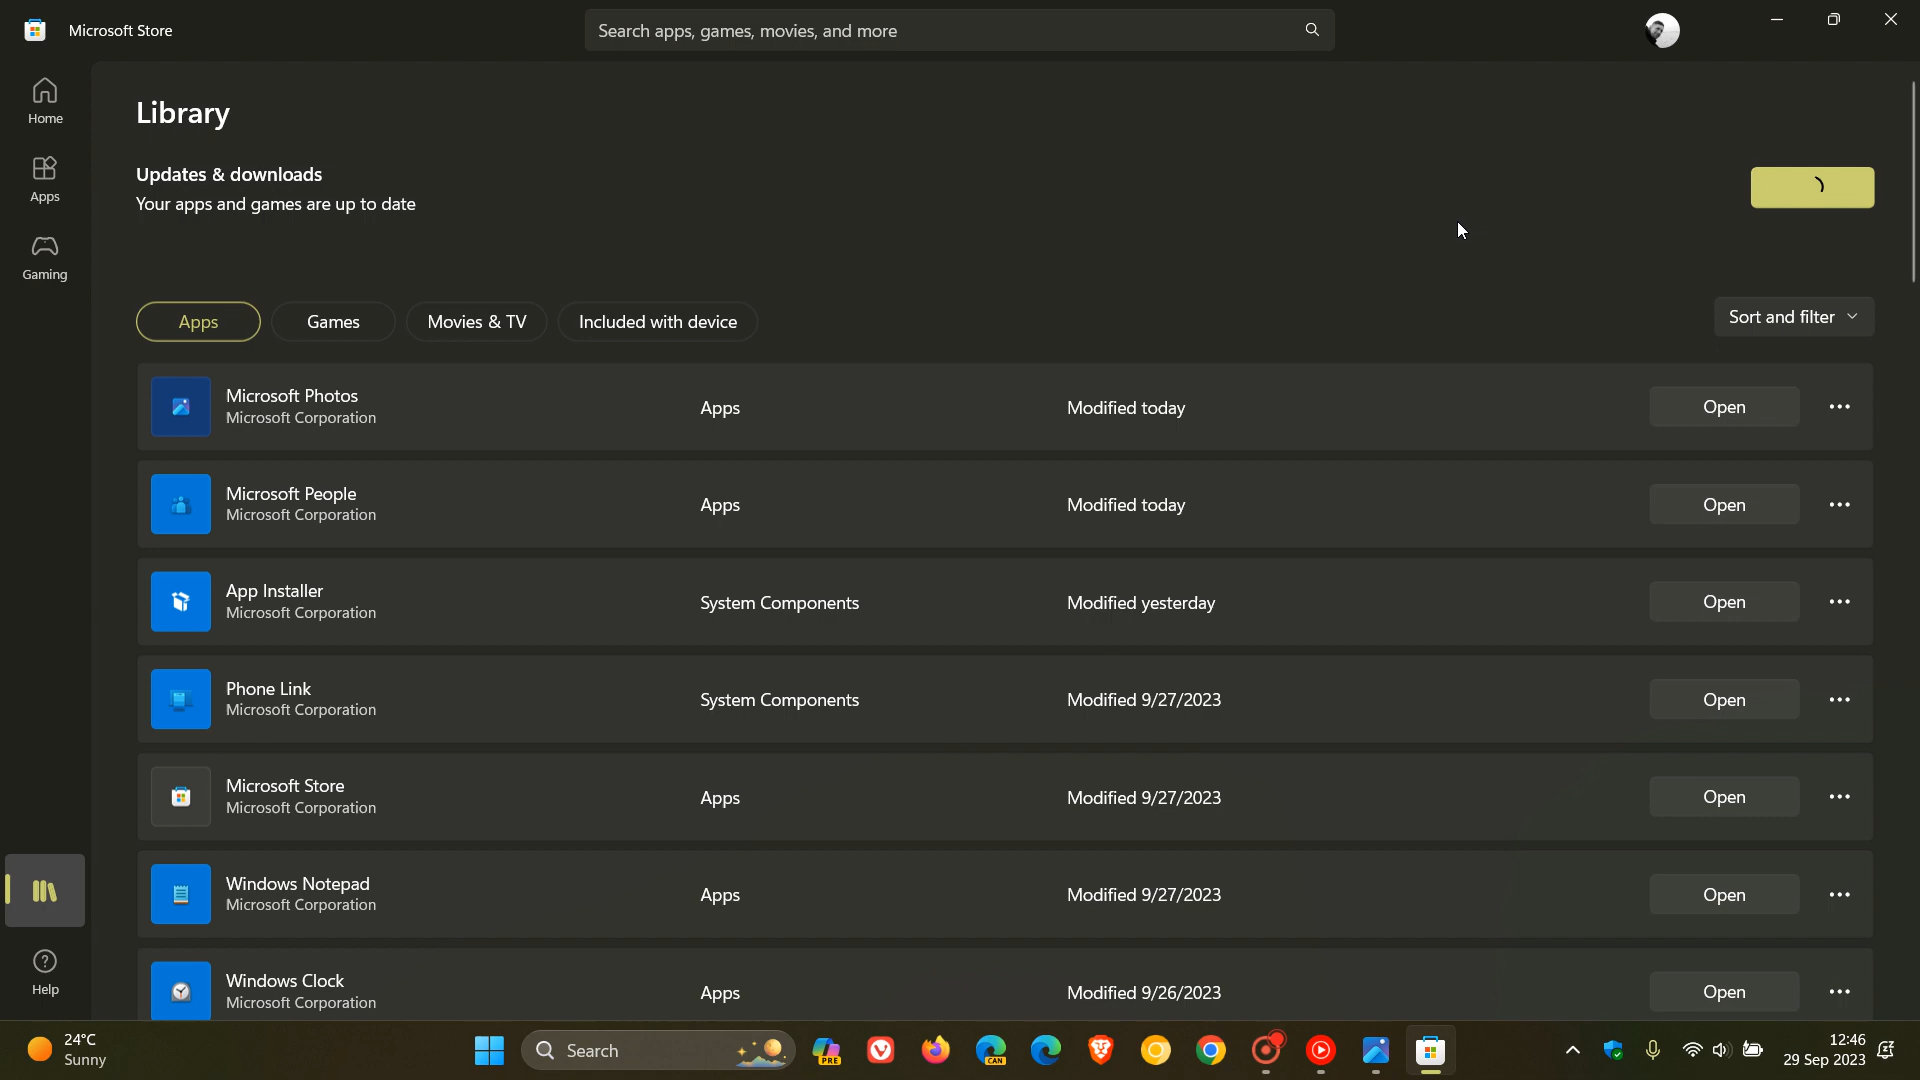 Microsoft Store
Search apps, games, movies, and more
Home
Apps
Gaming
Library
Updates & downloads
Your apps and games are up to date
Apps
Games
Movies & TV
Included with device
Sort and filter
Microsoft Photos
Microsoft Corporation
Apps
Modified today
Open
Microsoft People
Microsoft Corporation
Apps
Modified today
Open
App Installer
Microsoft Corporation
System Components
Modified yesterday
Open
Phone Link
Microsoft Corporation
System Components
Modified 9/27/2023
Open
Microsoft Store
Microsoft Corporation
Apps
Modified 9/27/2023
Open
Windows Notepad
Microsoft Corporation
Apps
Modified 9/27/2023
Open
Windows Clock
Microsoft Corporation
Apps
Modified 9/26/2023
Open
Help
24°C
Sunny
Search
PRE
CAN
12:46
29 Sep 2023